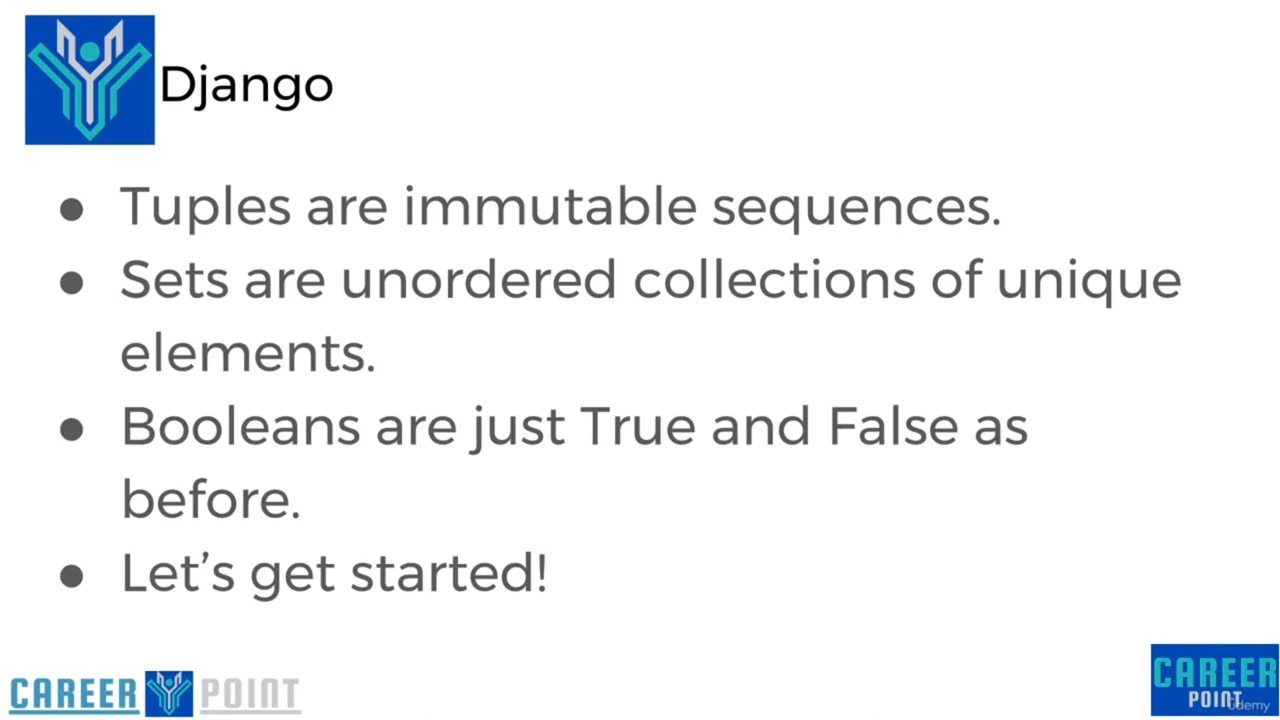 Django
● Tuples are immutable sequences.
● Sets are unordered collections of unique
elements.
● Booleans are just True and False as
before.
● Let’s get started!
CAREER POINT
CAREER
POINT
ûdemy